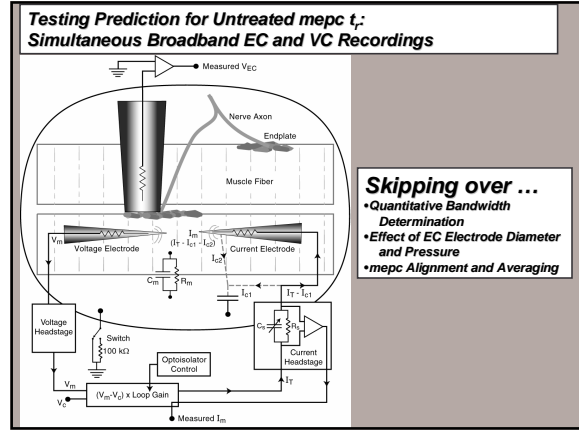 Testing Prediction for Untreated mepc tr:
Simultaneous Broadband EC and VC Recordings
Measured VEC
Nerve Axon
Endplate
Muscle Fiber
Vm
Voltage Electrode
Im
(IT - Ic1 - Ic2)
Current Electrode
Ic2
Cm
Rm
Ic1
IT - Ic1
Voltage
Headstage
Switch
100 kΩ
Cs
Rs
Current
Headstage
Optoisolator
Control
IT
Vm
Vc
(Vm-Vc) x Loop Gain
Measured Im
Skipping over …
•Quantitative Bandwidth
Determination
•Effect of EC Electrode Diameter
and Pressure
•mepc Alignment and Averaging